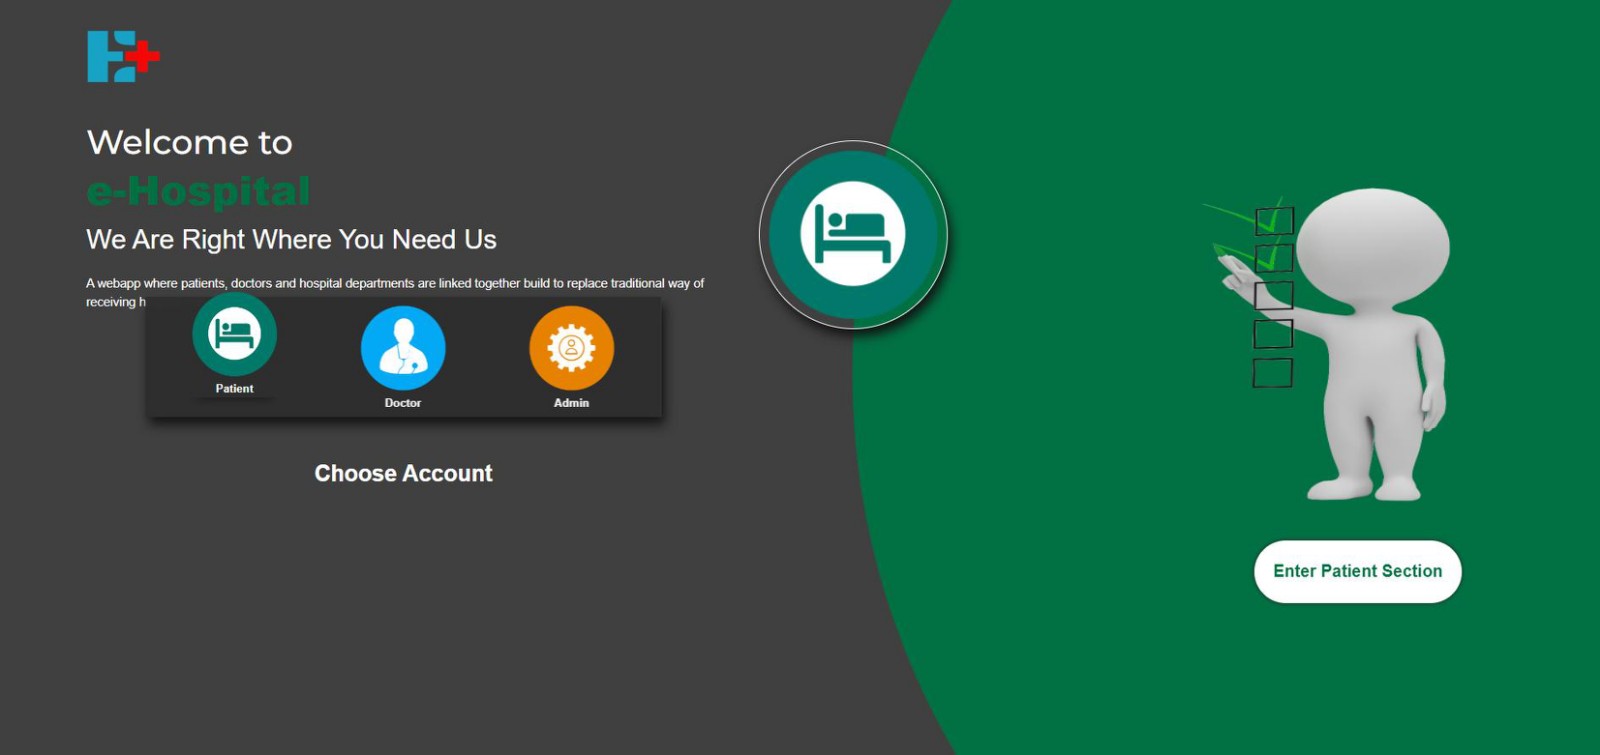 Welcome to
e-Hospital
We Are Right Where You Need Us
A webapp where patients, doctors and hospital departments are linked together build to replace traditional way of
receiving h
Patient
Doctor
Admin
Choose Account
Enter Patient Section